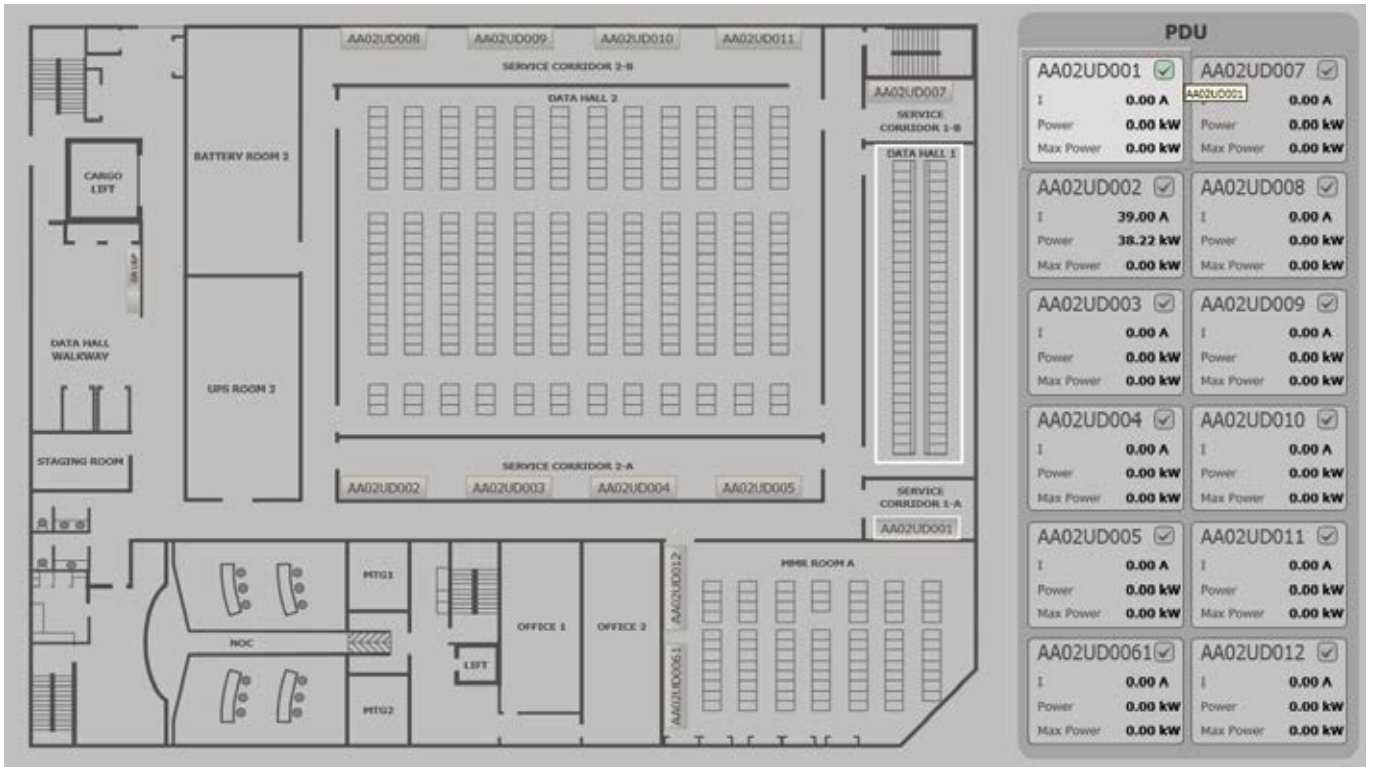 AA02UD008 AA02UD009 AA02UD010 AA02UD011
SERVICE CORRIDOR 2-B
AA02UD007
DATA HALL 2
SERVICE
CORRIDOR 1-B
BATTERY ROOM 2
DATA HALL 1
CARGO
LIFT
DATA HALL
WALKWAY
UPS ROOM 2
STAGING ROOM
SERVICE CORRIDOR 2-A
AA02UD002 AA02UD003 AA02UD004 AA02UD005
SERVICE
CORRIDOR 1-A
AA02UD001
AA02UD012
MMR ROOM A
MTG1
OFFICE 1 OFFICE 2
NOC
LIFT
AA02UD0061
MTG2
PDU
AA02UD001
I 0.00 A
Power 0.00 kW
Max Power 0.00 kW
AA02UD007
AA02UD001
0.00 A
Power 0.00 kW
Max Power 0.00 kW
AA02UD002
I 39.00 A
Power 38.22 kW
Max Power 0.00 kW
AA02UD008
I 0.00 A
Power 0.00 kW
Max Power 0.00 kW
AA02UD003
I 0.00 A
Power 0.00 kW
Max Power 0.00 kW
AA02UD009
I 0.00 A
Power 0.00 kW
Max Power 0.00 kW
AA02UD004
I 0.00 A
Power 0.00 kW
Max Power 0.00 kW
AA02UD010
I 0.00 A
Power 0.00 kW
Max Power 0.00 kW
AA02UD005
I 0.00 A
Power 0.00 kW
Max Power 0.00 kW
AA02UD011
I 0.00 A
Power 0.00 kW
Max Power 0.00 kW
AA02UD0061
I 0.00 A
Power 0.00 kW
Max Power 0.00 kW
AA02UD012
I 0.00 A
Power 0.00 kW
Max Power 0.00 kW